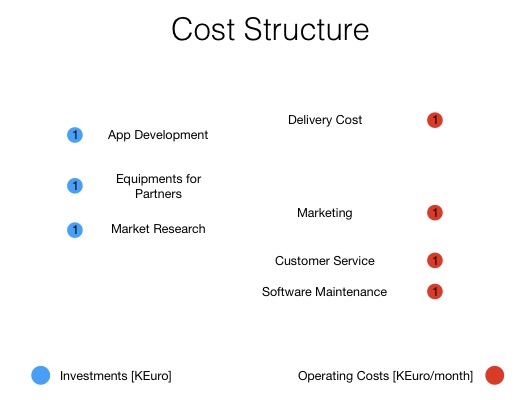 Cost Structure
1 App Development
1 Equipments for
Partners
1 Market Research
Delivery Cost 1
Marketing 1
Customer Service 1
Software Maintenance 1
Investments [KEuro]
Operating Costs [KEuro/month]